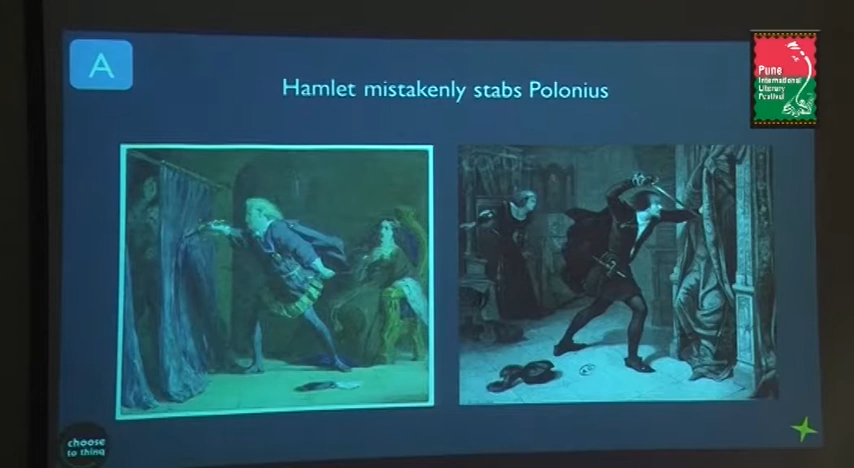 A
Hamlet mistakenly stabs Polonius
Pune
International
Literary
Festival
choose
to thing